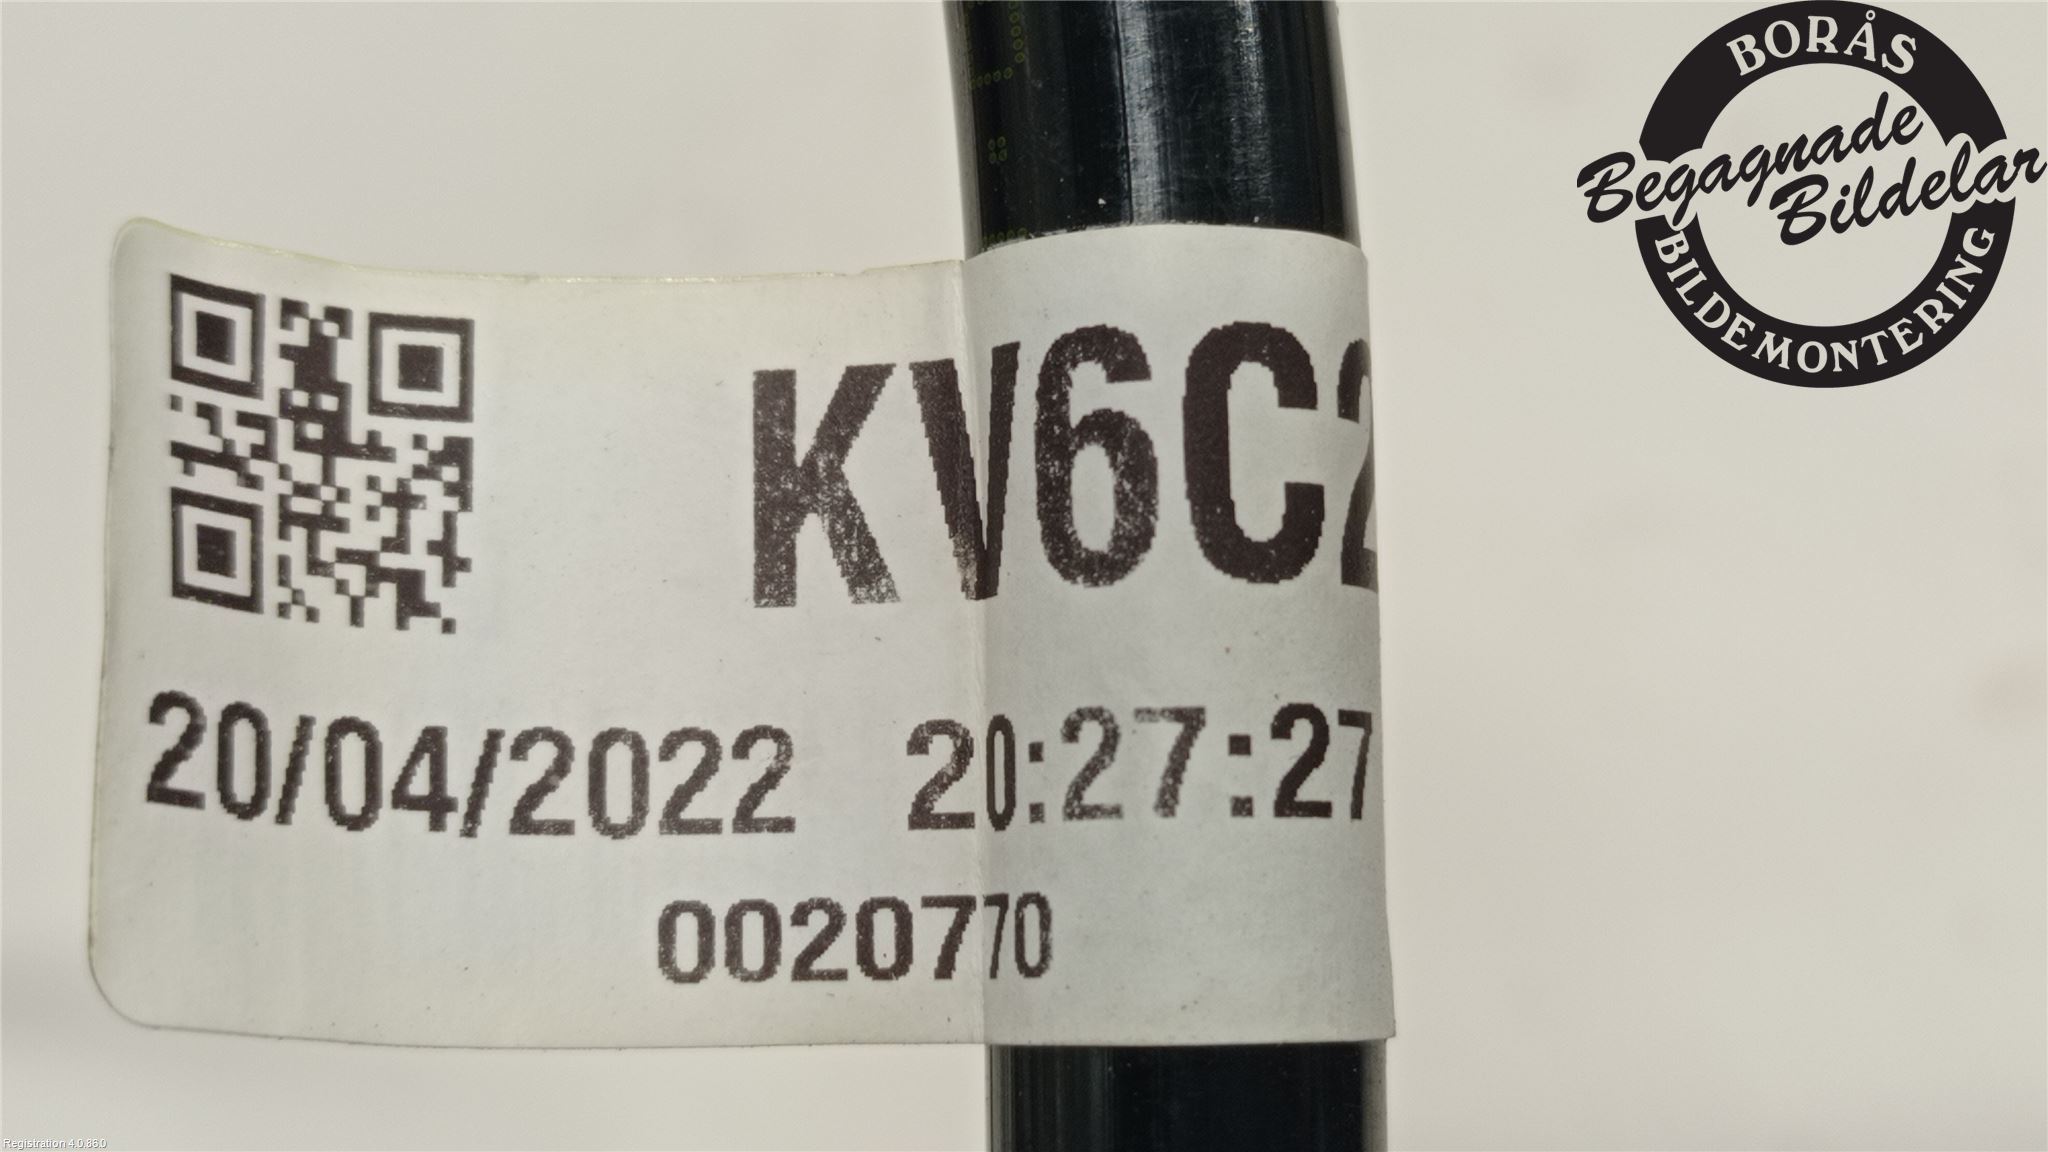 BORÅS
Begagnade
Bildelar
BILDEMONTERING
KV6C2
20/04/2022 20:27:27
0020770
Registration 4.0.86.0